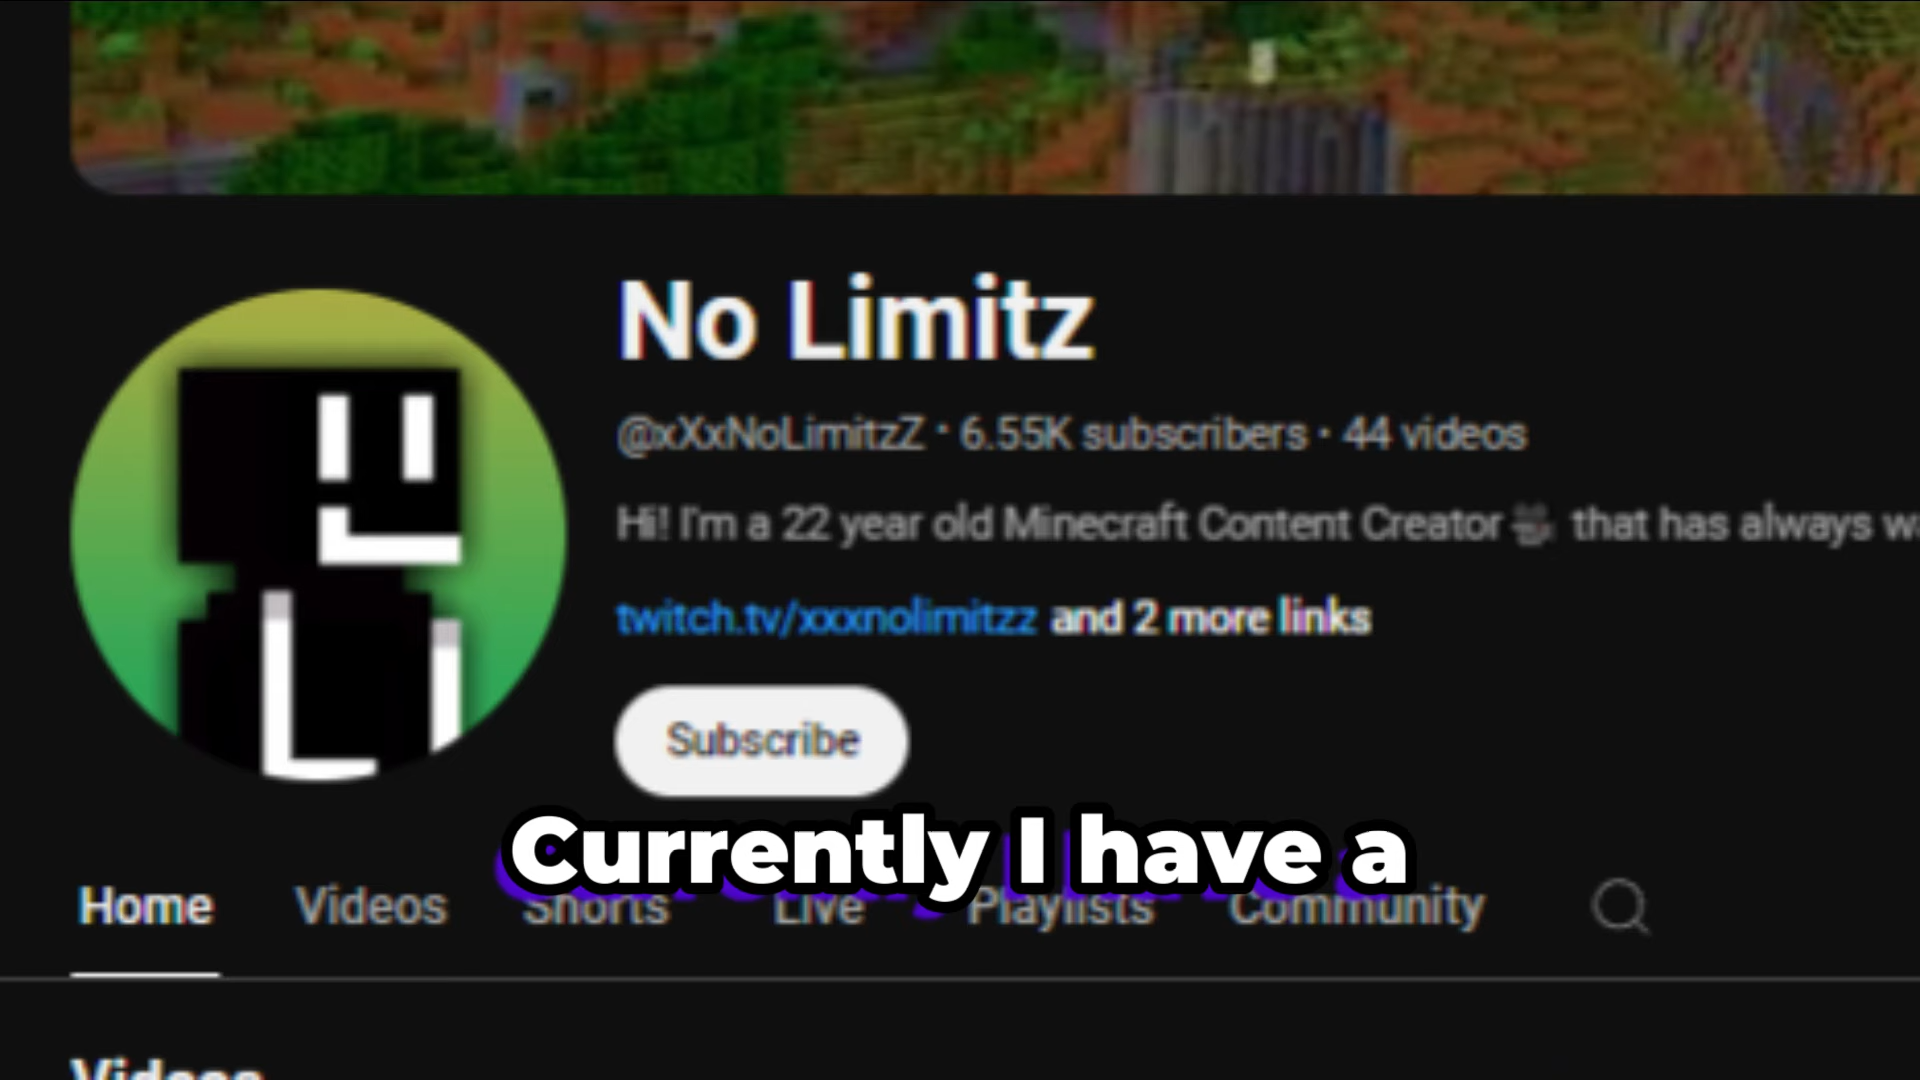 No Limitz
@xXxNoLimitzZ · 6.55K subscribers · 44 videos
Hi! I'm a 22 year old Minecraft Content Creator that has always
twitch.tv/xxxnolimitzz and 2 more links
Subscribe
Currently I have a
Home Videos Shorts Live Playlists Community
Videos